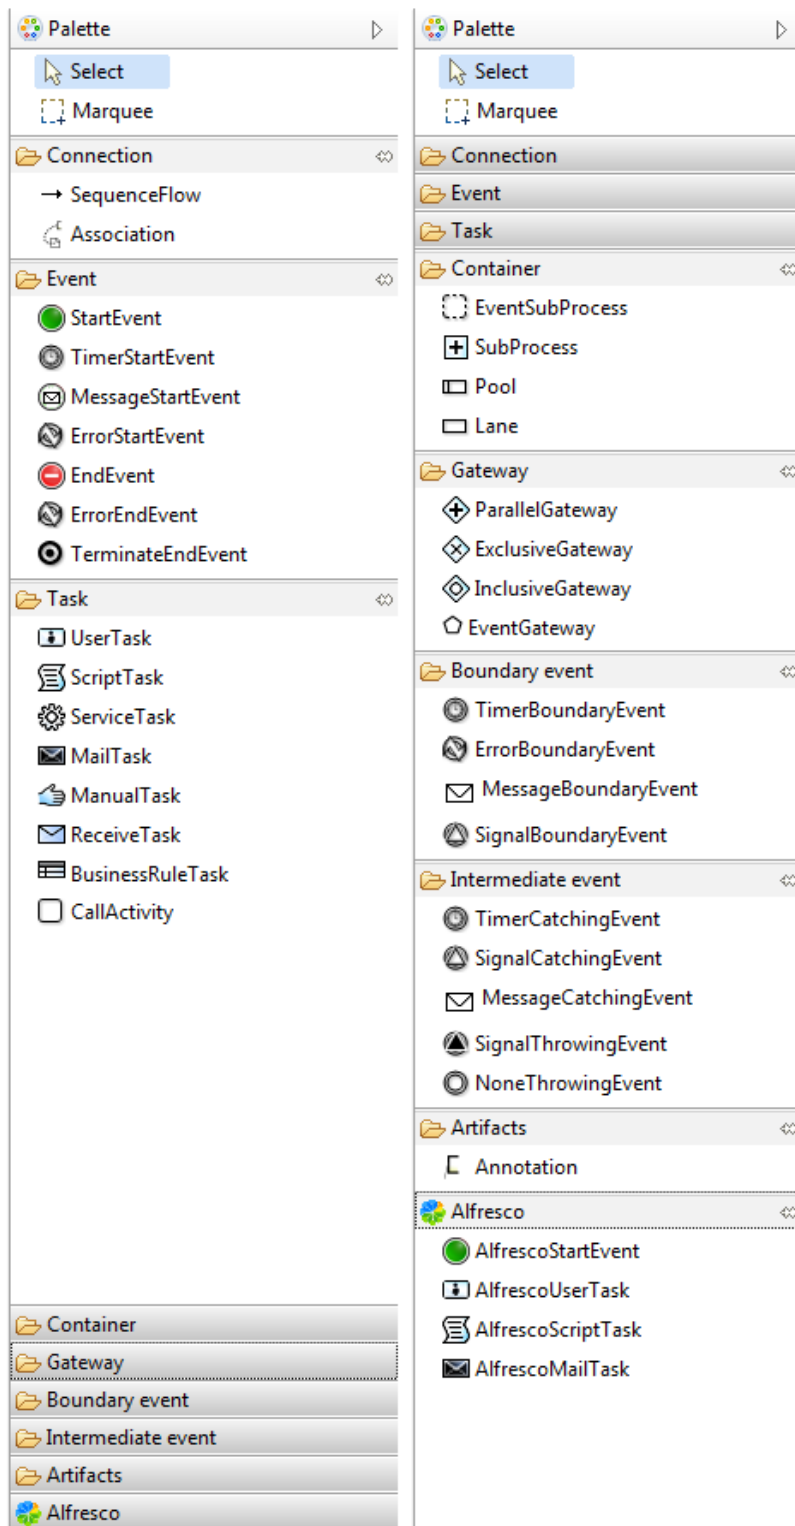 Palette
Select
Marquee
Connection
SequenceFlow
Association
Event
StartEvent
TimerStartEvent
MessageStartEvent
ErrorStartEvent
EndEvent
ErrorEndEvent
TerminateEndEvent
Task
UserTask
ScriptTask
ServiceTask
MailTask
ManualTask
ReceiveTask
BusinessRuleTask
CallActivity
Container
Gateway
Boundary event
Intermediate event
Artifacts
Alfresco
Palette
Select
Marquee
Connection
Event
Task
Container
EventSubProcess
SubProcess
Pool
Lane
Gateway
ParallelGateway
ExclusiveGateway
InclusiveGateway
EventGateway
Boundary event
TimerBoundaryEvent
ErrorBoundaryEvent
MessageBoundaryEvent
SignalBoundaryEvent
Intermediate event
TimerCatchingEvent
SignalCatchingEvent
MessageCatchingEvent
SignalThrowingEvent
NoneThrowingEvent
Artifacts
Annotation
Alfresco
AlfrescoStartEvent
AlfrescoUserTask
AlfrescoScriptTask
AlfrescoMailTask